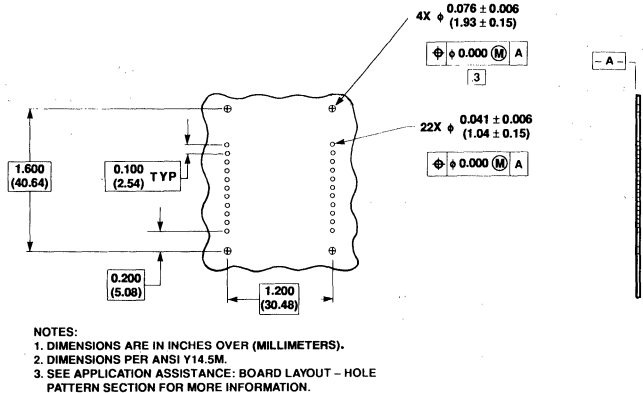 4X ϕ 0.076 ± 0.006
(1.93 ± 0.15)
⌖ ϕ 0.000 Ⓜ A
3
– A –
22X ϕ 0.041 ± 0.006
(1.04 ± 0.15)
⌖ ϕ 0.000 Ⓜ A
1.600
(40.64)
0.100
(2.54) TYP
0.200
(5.08)
1.200
(30.48)
NOTES:
1. DIMENSIONS ARE IN INCHES OVER (MILLIMETERS).
2. DIMENSIONS PER ANSI Y14.5M.
3. SEE APPLICATION ASSISTANCE: BOARD LAYOUT – HOLE
PATTERN SECTION FOR MORE INFORMATION.